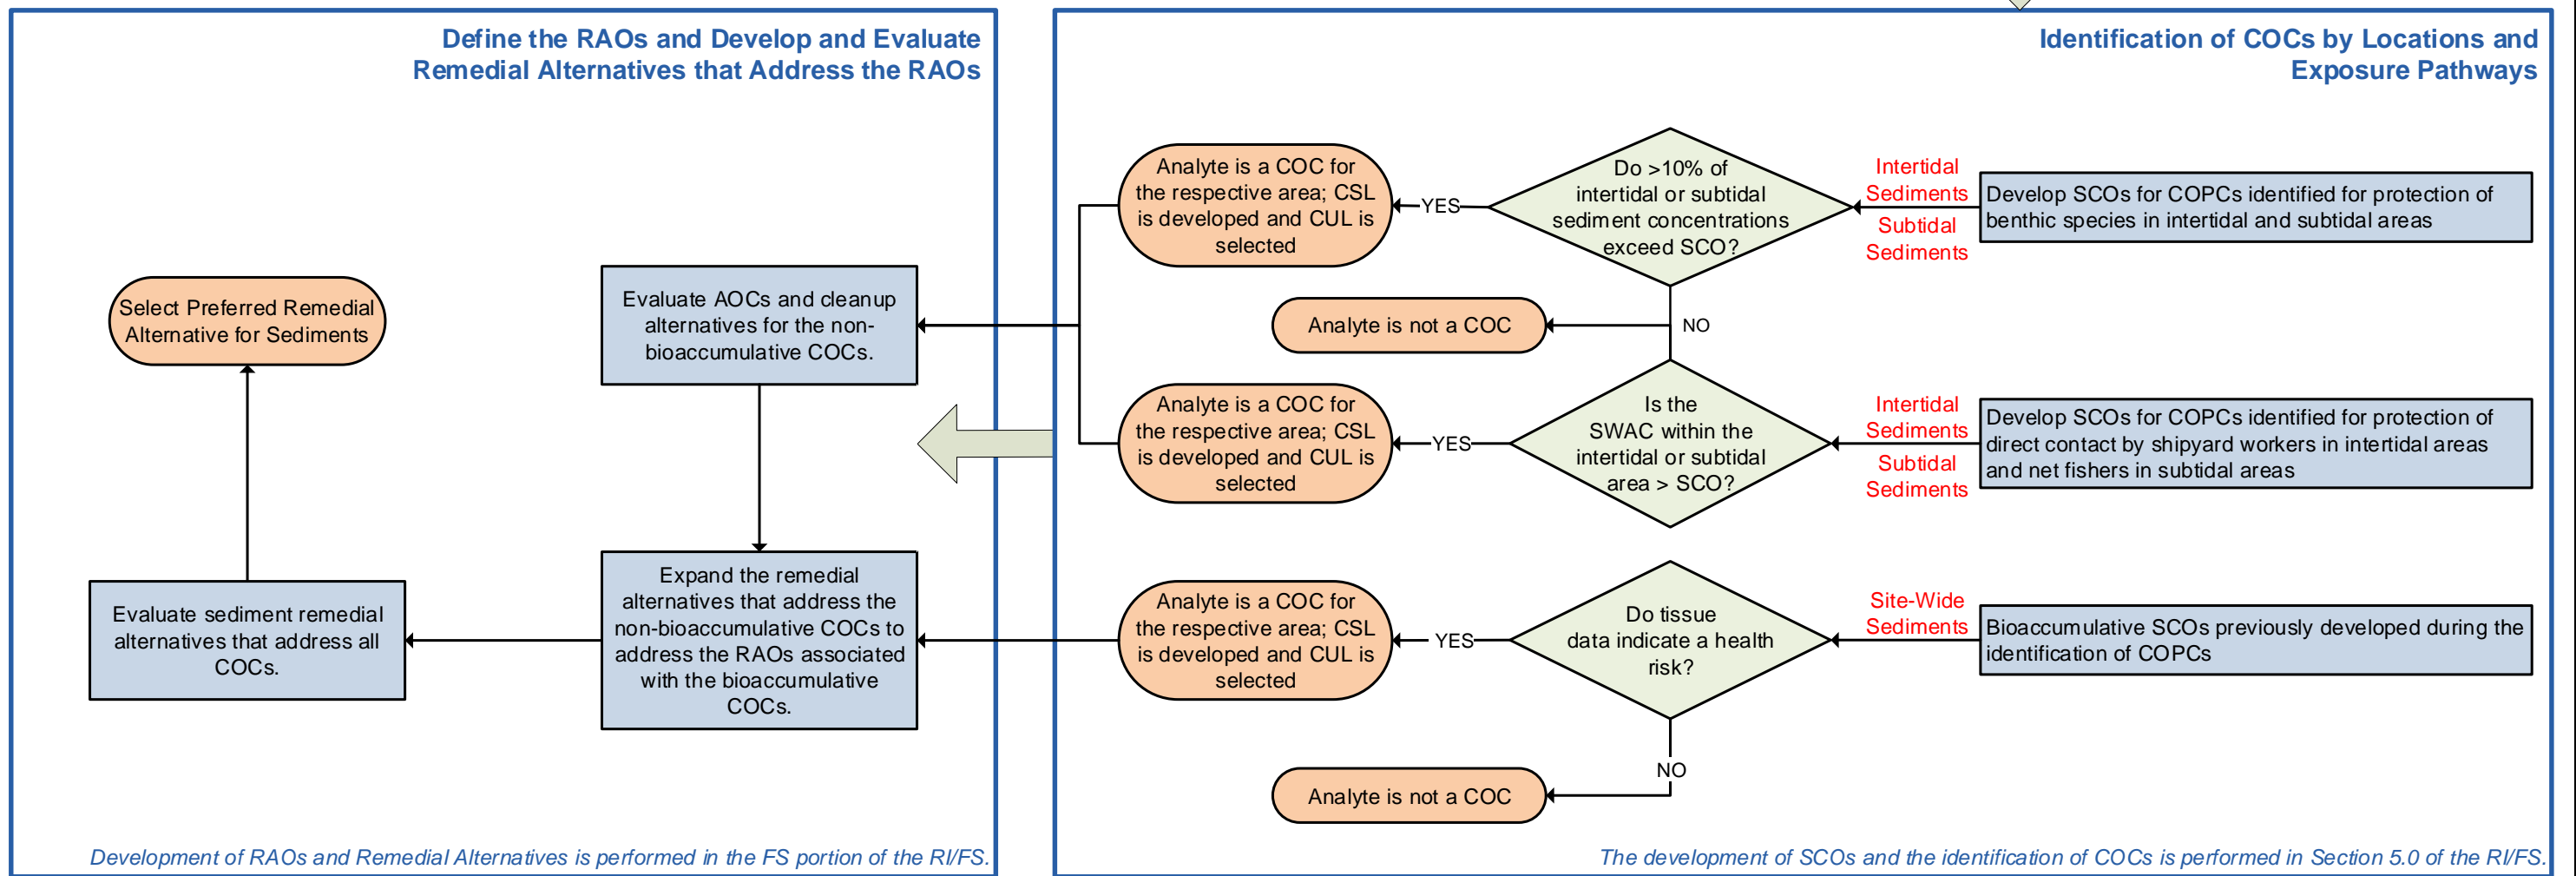 Define the RAOs and Develop and Evaluate
Remedial Alternatives that Address the RAOs
Select Preferred Remedial
Alternative for Sediments
Evaluate AOCs and cleanup
alternatives for the non-
bioaccumulative COCs.
Evaluate sediment remedial
alternatives that address all
COCs.
Expand the remedial
alternatives that address the
non-bioaccumulative COCs to
address the RAOs associated
with the bioaccumulative
COCs.
Development of RAOs and Remedial Alternatives is performed in the FS portion of the RI/FS.
Identification of COCs by Locations and
Exposure Pathways
Analyte is a COC for
the respective area; CSL
is developed and CUL is
selected
YES
Do >10% of
intertidal or subtidal
sediment concentrations
exceed SCO?
Intertidal
Sediments
Subtidal
Sediments
Develop SCOs for COPCs identified for protection of
benthic species in intertidal and subtidal areas
Analyte is not a COC
NO
Analyte is a COC for
the respective area; CSL
is developed and CUL is
selected
YES
Is the
SWAC within the
intertidal or subtidal
area > SCO?
Intertidal
Sediments
Subtidal
Sediments
Develop SCOs for COPCs identified for protection of
direct contact by shipyard workers in intertidal areas
and net fishers in subtidal areas
Analyte is a COC for
the respective area; CSL
is developed and CUL is
selected
YES
Do tissue
data indicate a health
risk?
Site-Wide
Sediments
Bioaccumulative SCOs previously developed during the
identification of COPCs
NO
Analyte is not a COC
The development of SCOs and the identification of COCs is performed in Section 5.0 of the RI/FS.